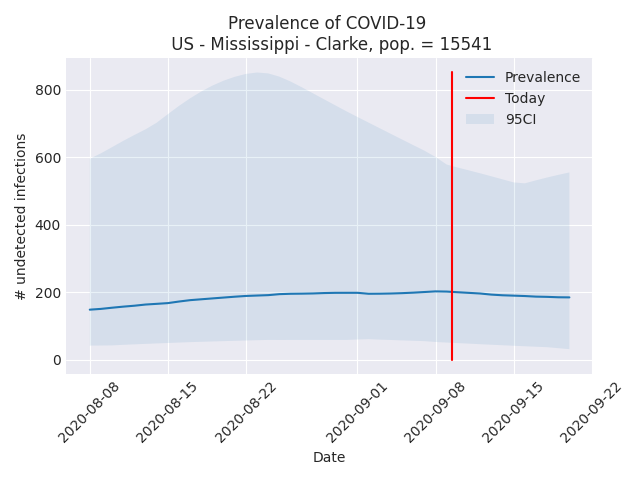 Prevalence of COVID-19
US - Mississippi - Clarke, pop. = 15541
Prevalence
Today
95CI
# undetected infections
800
600
400
200
0
2020-08-08
2020-08-15
2020-08-22
2020-09-01
2020-09-08
2020-09-15
2020-09-22
Date